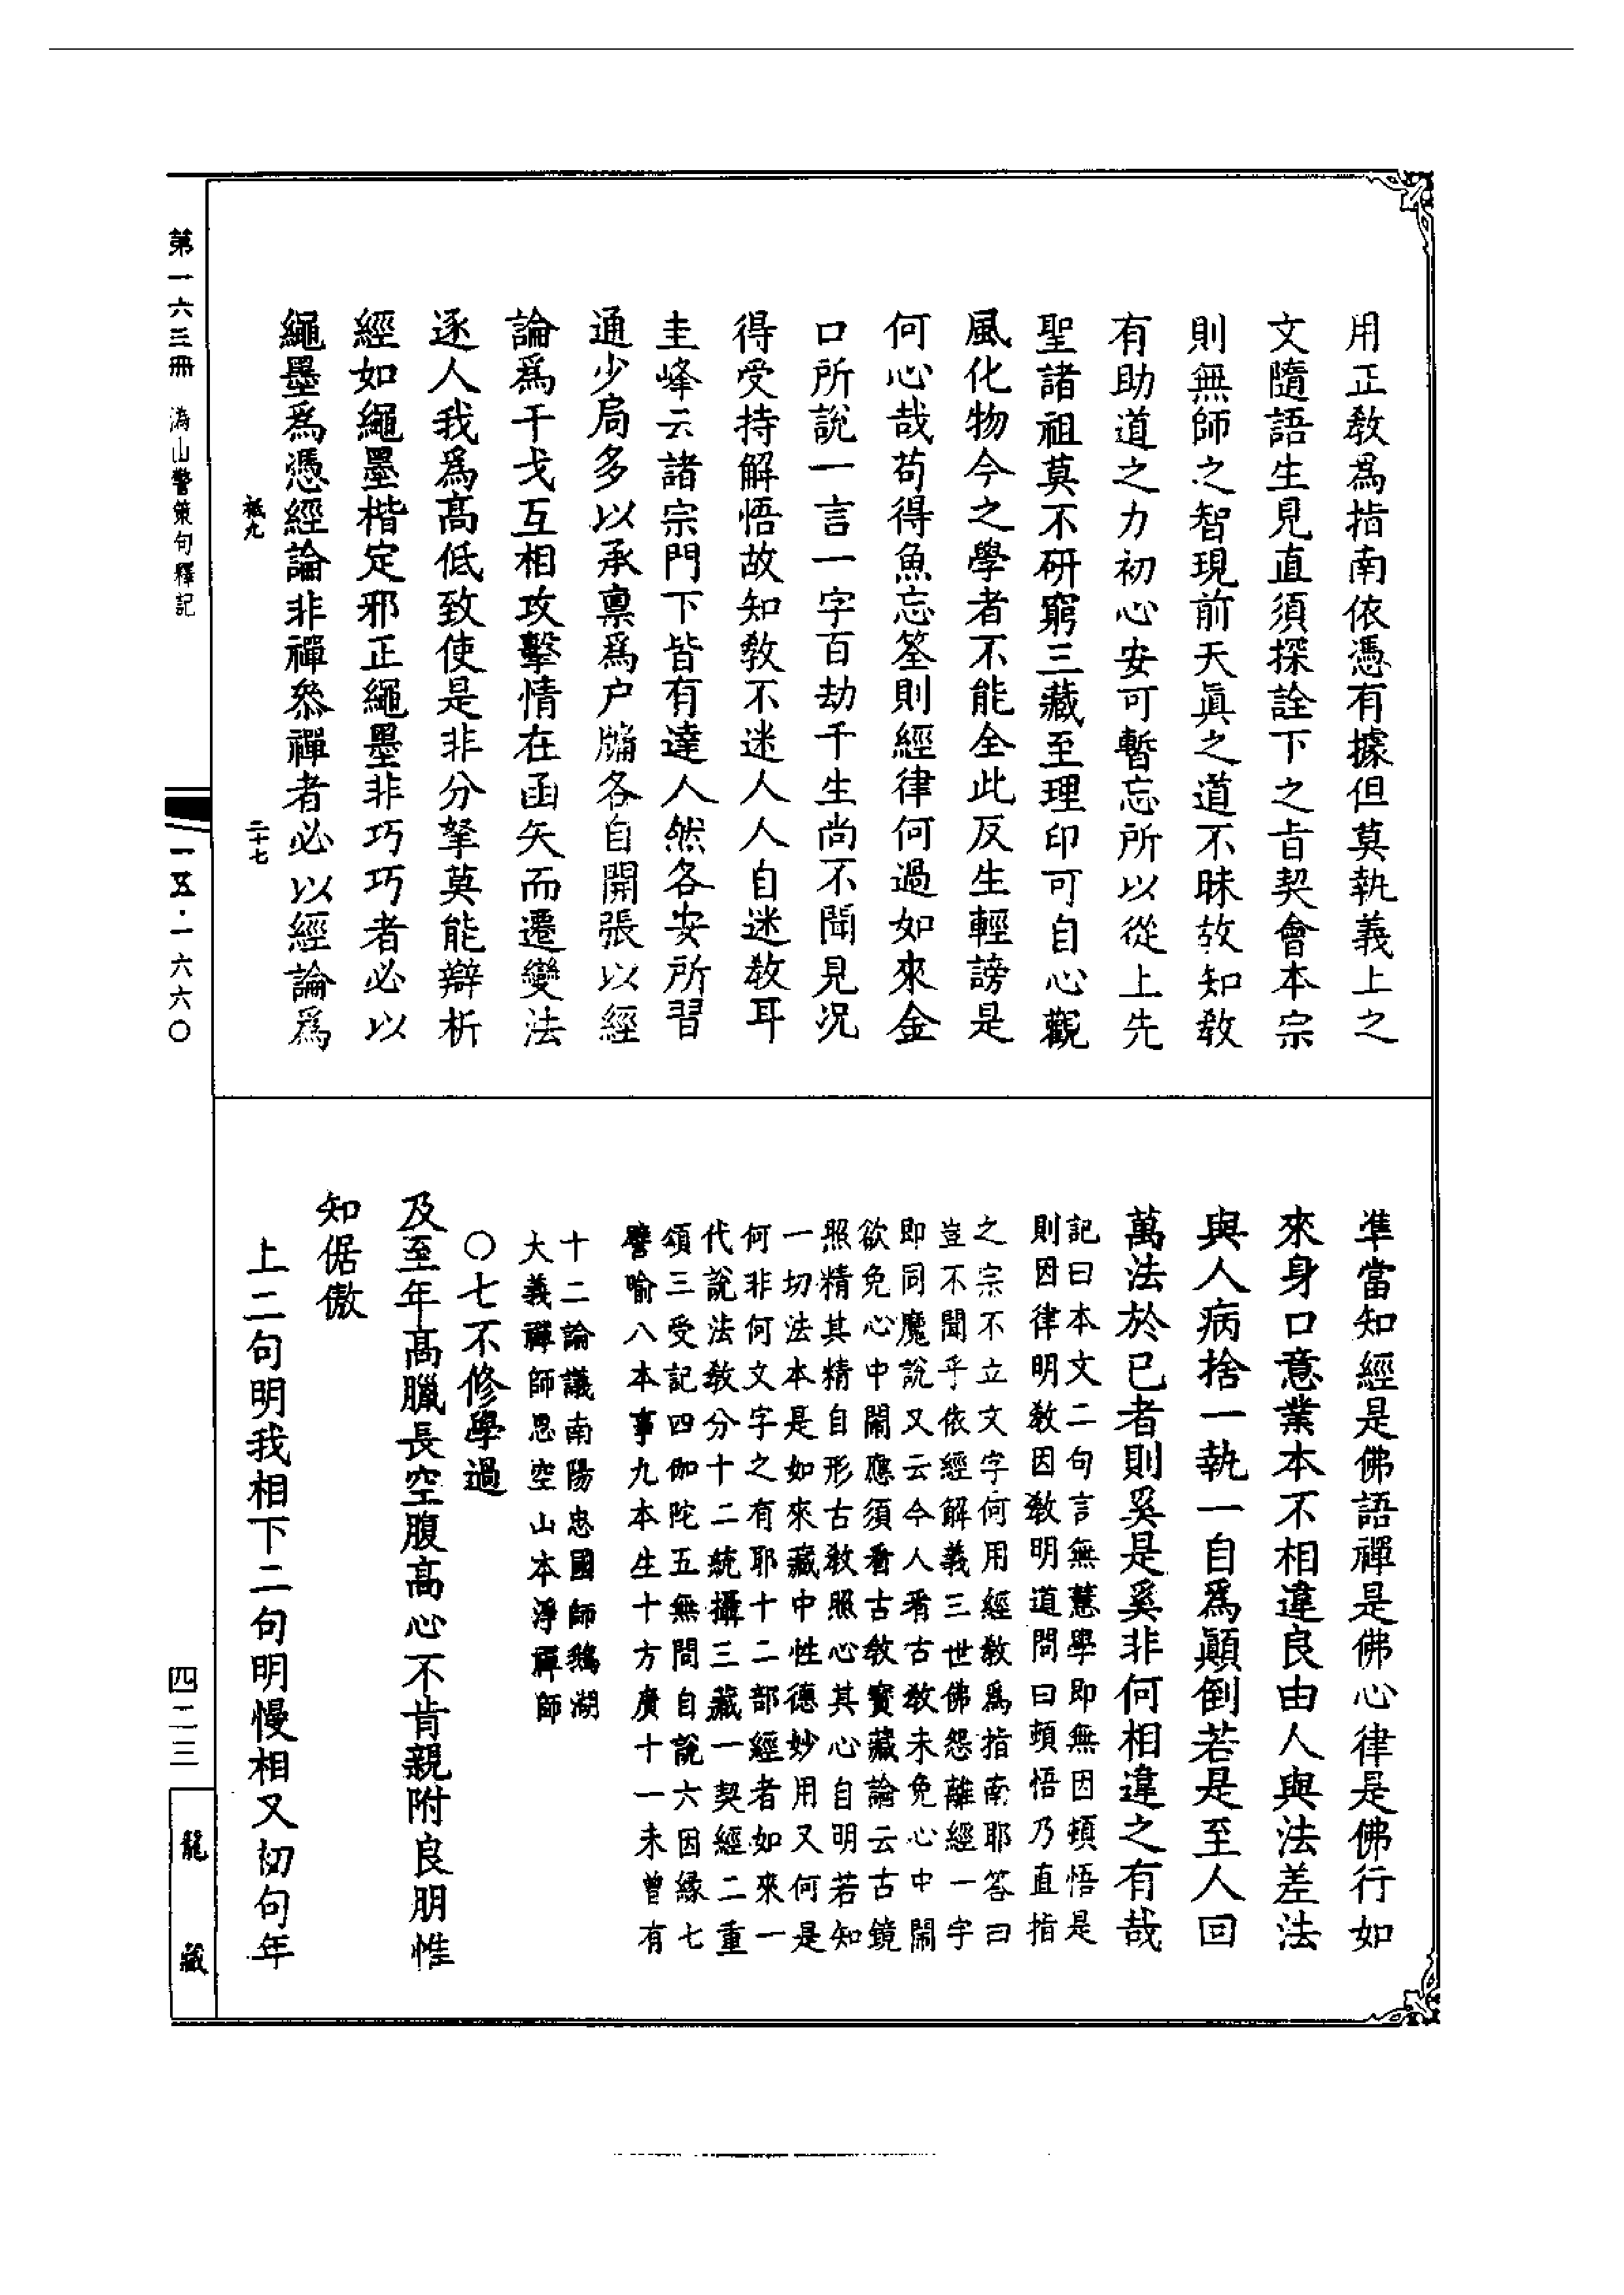 用正敎為指南依憑有據但莫執義上之
文隨語生見直須探詮下之旨契會本宗
則無師之智現前天眞之道不昧故知敎
有助道之力初心安可暫忘所以從上先
聖諸祖莫不研窮三藏至理印可自心觀
風化物今之學者不能全此反生輕謗是
何心哉苟得魚忘筌則經律何過如來金
口所說一言一字百劫千生尚不聞見況
得受持解悟故知敎不迷人人自迷敎耳
圭峰云諸宗門下皆有達人然各安所習
通少局多以承稟爲户牖各自開張以經
論爲干戈互相攻擊情在函矢而遷變法
逐人我爲高低致使是非分拏莫能辯析
經如繩墨楷定邪正繩墨非巧巧者必以
繩墨爲憑經論非禪叅禪者必以經論爲
二十七
第一六三冊 溈山警策句釋記
一五·一六六〇
準當知經是佛語禪是佛心律是佛行如
來身口意業本不相違良由人與法差法
與人病捨一執一自爲顚倒若是至人回
萬法於已者則奚是奚非何相違之有哉
記曰本文二句言無慧學即無因頓悟是
則因律明敎因敎明道問曰頓悟乃直指
之宗不立文字何用經敎爲指南耶答曰
豈不聞乎依經解義三世佛怨離經一字
即同魔說又云今人看古敎未免心中鬧
欲免心中鬧應須看古敎寶藏論云古鏡
照精其精自形古敎照心其心自明若知
一切法本是如來藏中性德妙用又何是
何非何文字之有耶十二部經者如來一
代說法敎分十二統攝三藏一契經二重
頌三受記四伽陀五無問自說六因緣七
譬喻八本事九本生十方廣十一未曾有
十二論議南陽忠國師鵝湖
大義禪師思空山本淨禪師
〇七不修學過
及至年高臘長空腹高心不肯親附良朋惟
知倨傲
上二句明我相下二句明慢相又初句年
四二三
龍藏